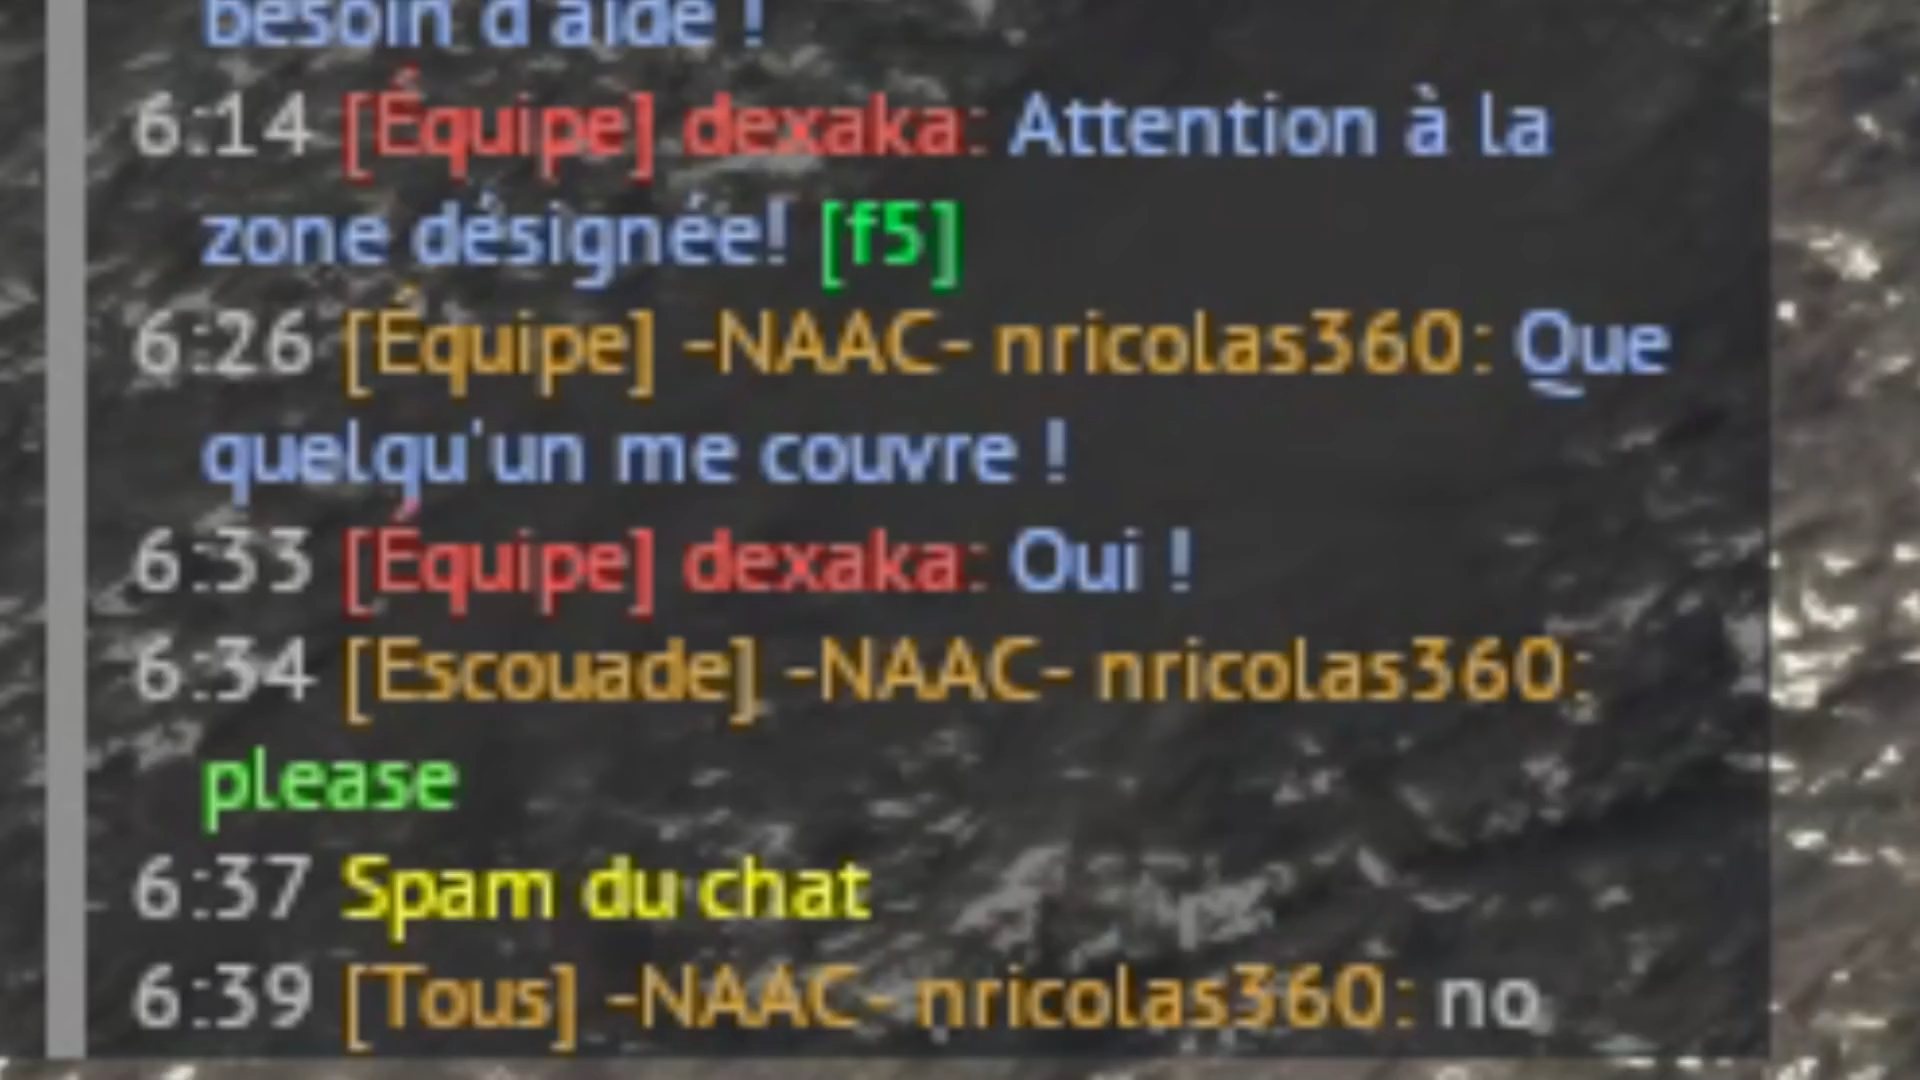 besoin d'aide !
6:14 [Équipe] dexaka: Attention à la
zone désignée! [f5]
6:26 [Équipe] -NAAC- nricolas360: Que
quelqu'un me couvre !
6:33 [Équipe] dexaka: Oui !
6:34 [Escouade] -NAAC- nricolas360:
please
6:37 Spam du chat
6:39 [Tous] -NAAC- nricolas360: no